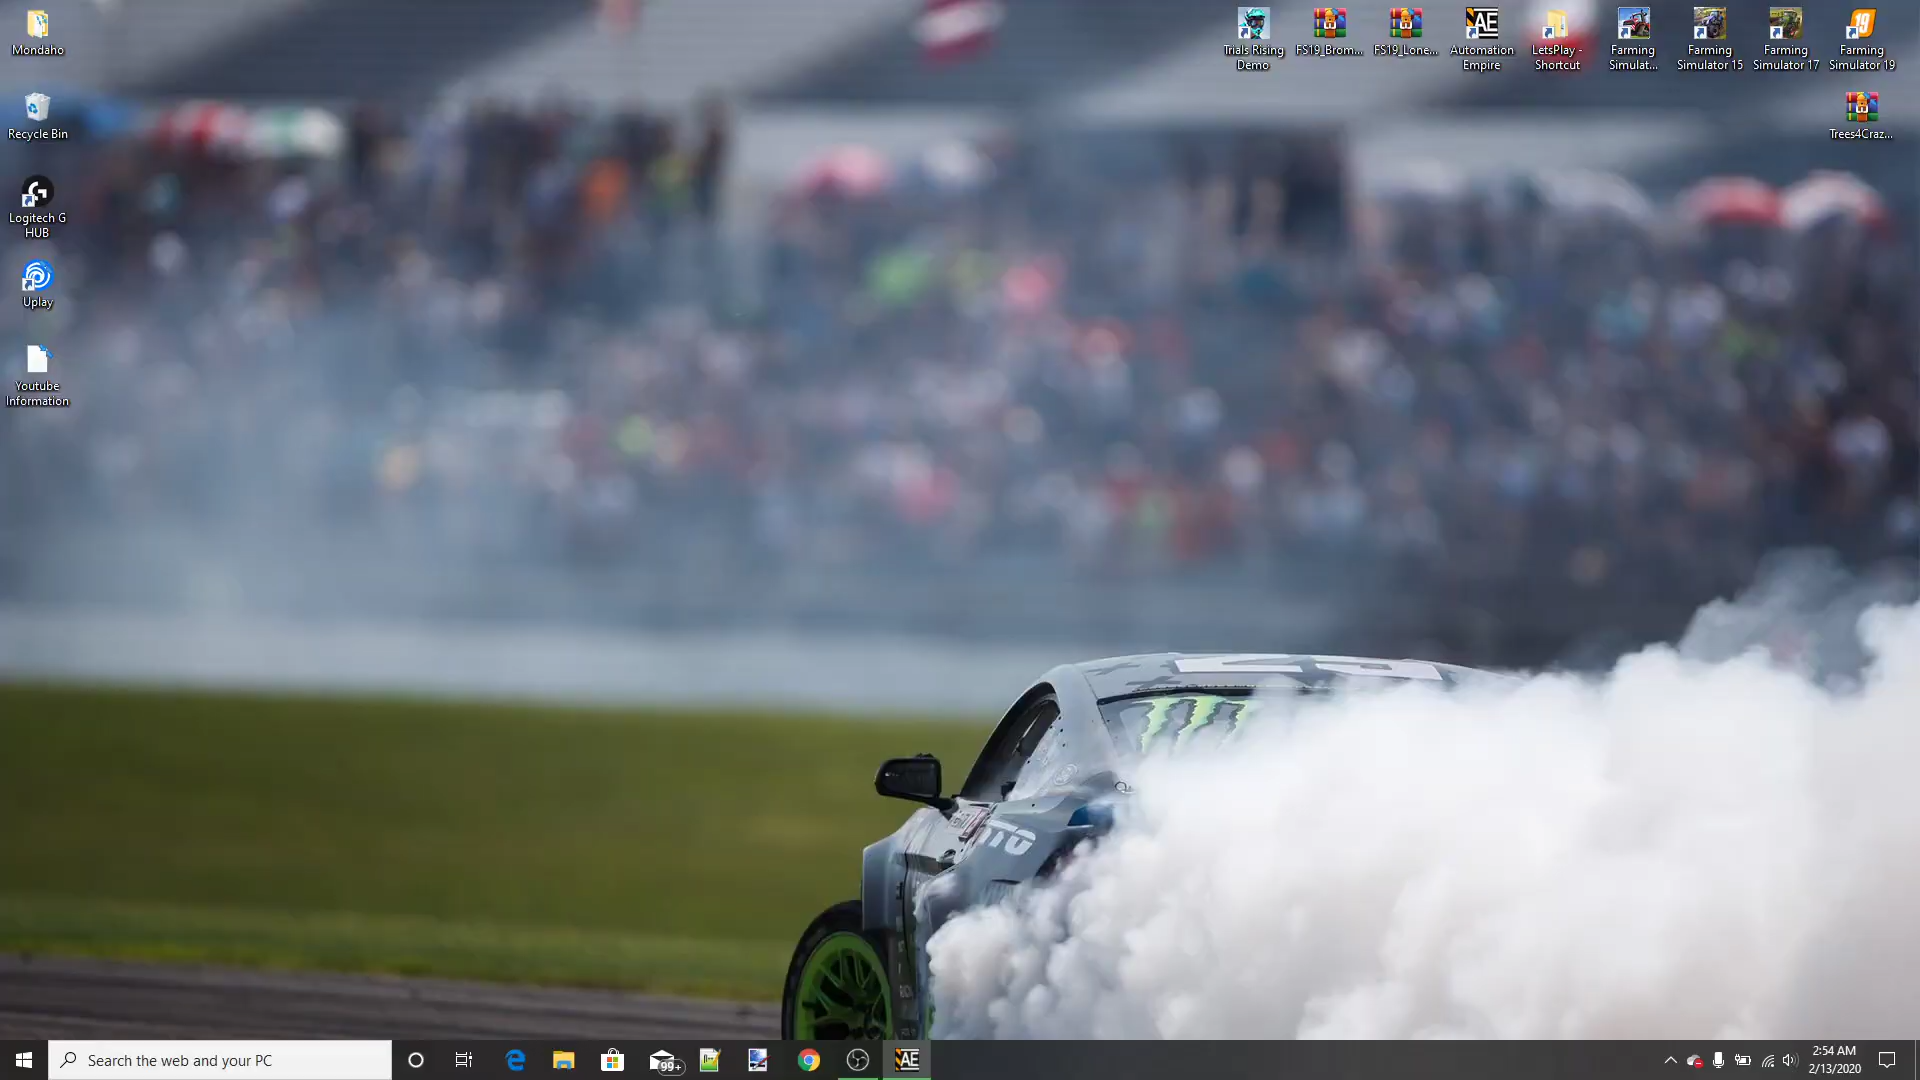 Mondaho
Recycle Bin
Logitech G
HUB
Uplay
Youtube
Information
Trials Rising
Demo
FS19_Brom...
FS19_Lone...
AE
Automation
Empire
LetsPlay -
Shortcut
Farming
Simulat...
Farming
Simulator 15
Farming
Simulator 17
19
Farming
Simulator 19
Trees4Craz...
Search the web and your PC
99+
AE
2:54 AM
2/13/2020